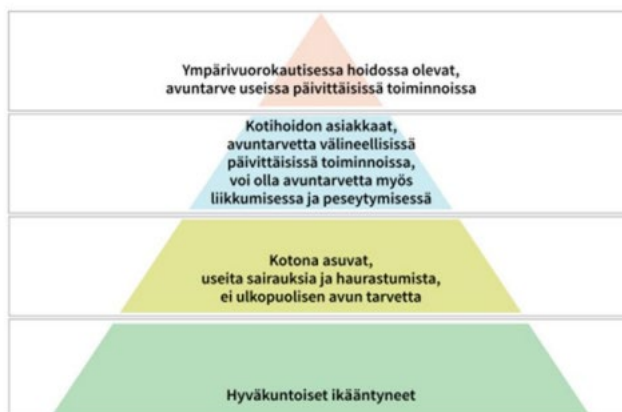 Ympärivuorokautisessa hoidossa olevat,
avuntarve useissa päivittäisissä toiminnoissa
Kotihoidon asiakkaat,
avuntarvetta välineellisissä
päivittäisissä toiminnoissa,
voi olla avuntarvetta myös
liikkumisessa ja peseytymisessä
Kotona asuvat,
useita sairauksia ja haurastumista,
ei ulkopuolisen avun tarvetta
Hyväkuntoiset ikääntyneet